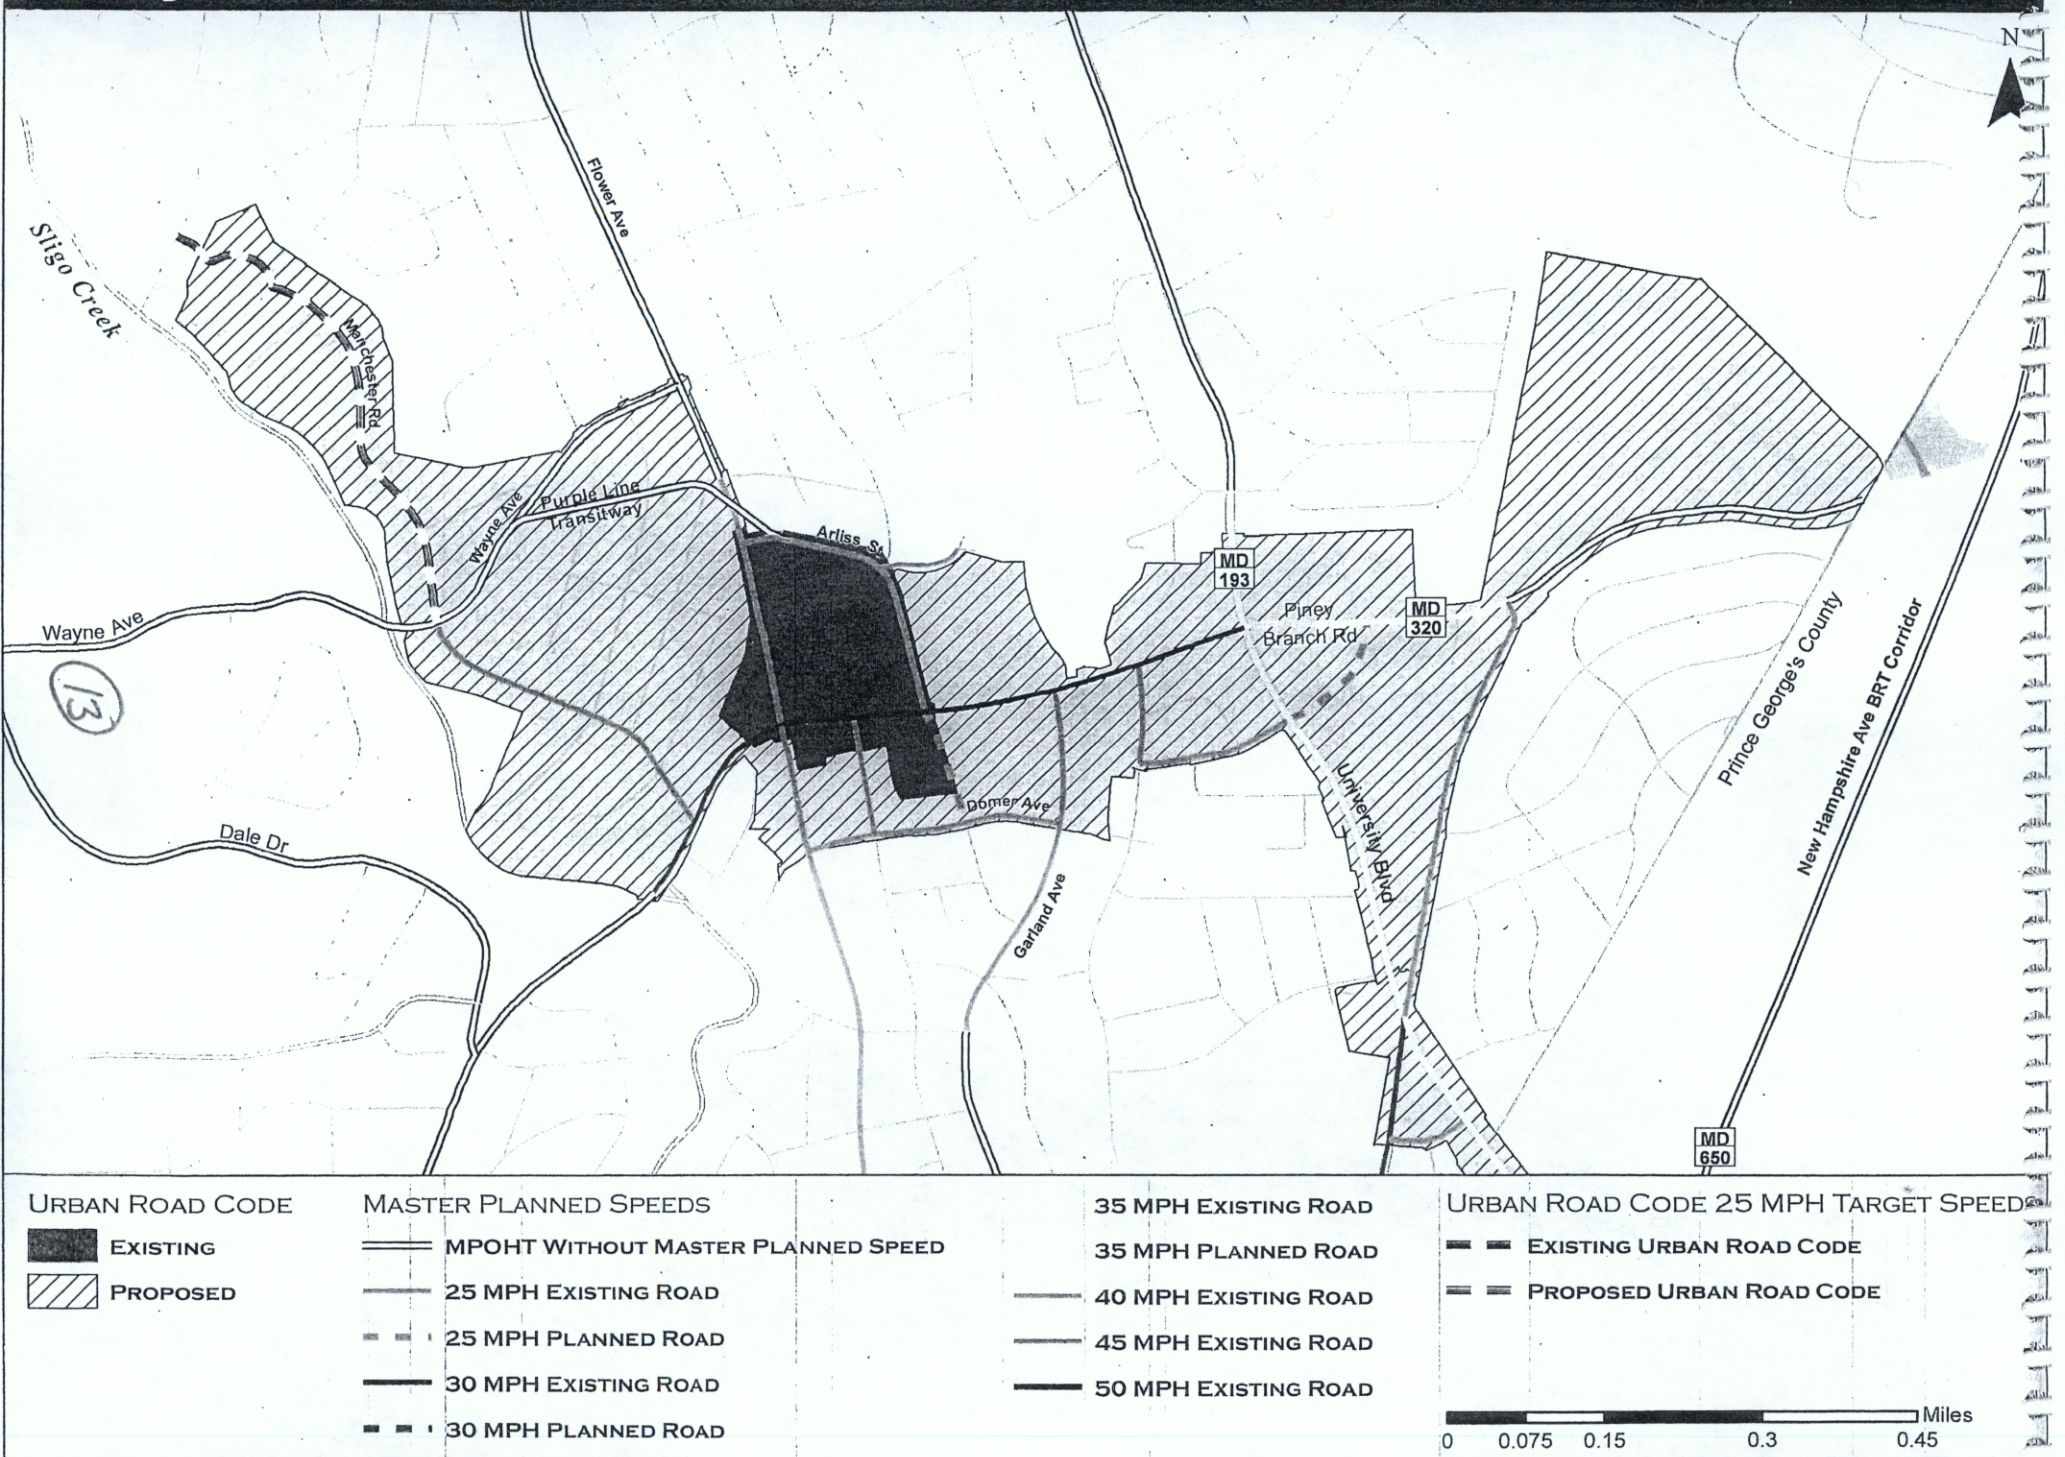 N
Flower Ave
Sligo Creek
Manchester Rd
Wayne Ave
Purple Line
Transitway
Arliss St
MD
193
Piney
Branch Rd
MD
320
Wayne Ave
13
Prince George's County
New Hampshire Ave BRT Corridor
University Blvd
Domer Ave
Dale Dr
Garland Ave
MD
650
URBAN ROAD CODE
EXISTING
PROPOSED
MASTER PLANNED SPEEDS
MPOHT WITHOUT MASTER PLANNED SPEED
25 MPH EXISTING ROAD
25 MPH PLANNED ROAD
30 MPH EXISTING ROAD
30 MPH PLANNED ROAD
35 MPH EXISTING ROAD
35 MPH PLANNED ROAD
40 MPH EXISTING ROAD
45 MPH EXISTING ROAD
50 MPH EXISTING ROAD
URBAN ROAD CODE 25 MPH TARGET SPEEDS
EXISTING URBAN ROAD CODE
PROPOSED URBAN ROAD CODE
Miles
0 0.075 0.15 0.3 0.45